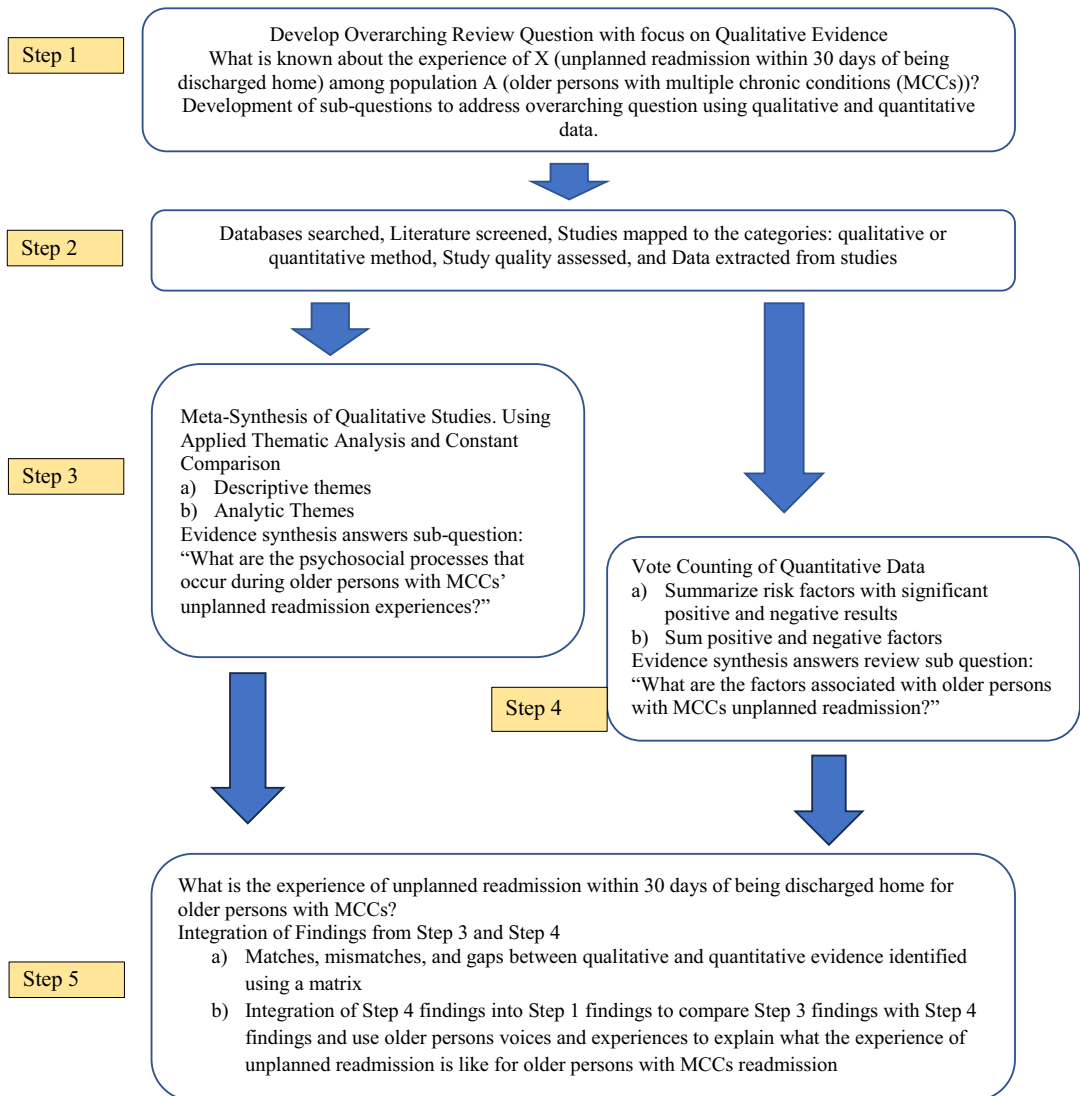 Step 1
Develop Overarching Review Question with focus on Qualitative Evidence
What is known about the experience of X (unplanned readmission within 30 days of being
discharged home) among population A (older persons with multiple chronic conditions (MCCs))?
Development of sub-questions to address overarching question using qualitative and quantitative
data.
Step 2
Databases searched, Literature screened, Studies mapped to the categories: qualitative or
quantitative method, Study quality assessed, and Data extracted from studies
Step 3
Meta-Synthesis of Qualitative Studies. Using
Applied Thematic Analysis and Constant
Comparison
a) Descriptive themes
b) Analytic Themes
Evidence synthesis answers sub-question:
“What are the psychosocial processes that
occur during older persons with MCCs’
unplanned readmission experiences?”
Step 4
Vote Counting of Quantitative Data
a) Summarize risk factors with significant
positive and negative results
b) Sum positive and negative factors
Evidence synthesis answers review sub question:
“What are the factors associated with older persons
with MCCs unplanned readmission?”
Step 5
What is the experience of unplanned readmission within 30 days of being discharged home for
older persons with MCCs?
Integration of Findings from Step 3 and Step 4
a) Matches, mismatches, and gaps between qualitative and quantitative evidence identified
using a matrix
b) Integration of Step 4 findings into Step 1 findings to compare Step 3 findings with Step 4
findings and use older persons voices and experiences to explain what the experience of
unplanned readmission is like for older persons with MCCs readmission